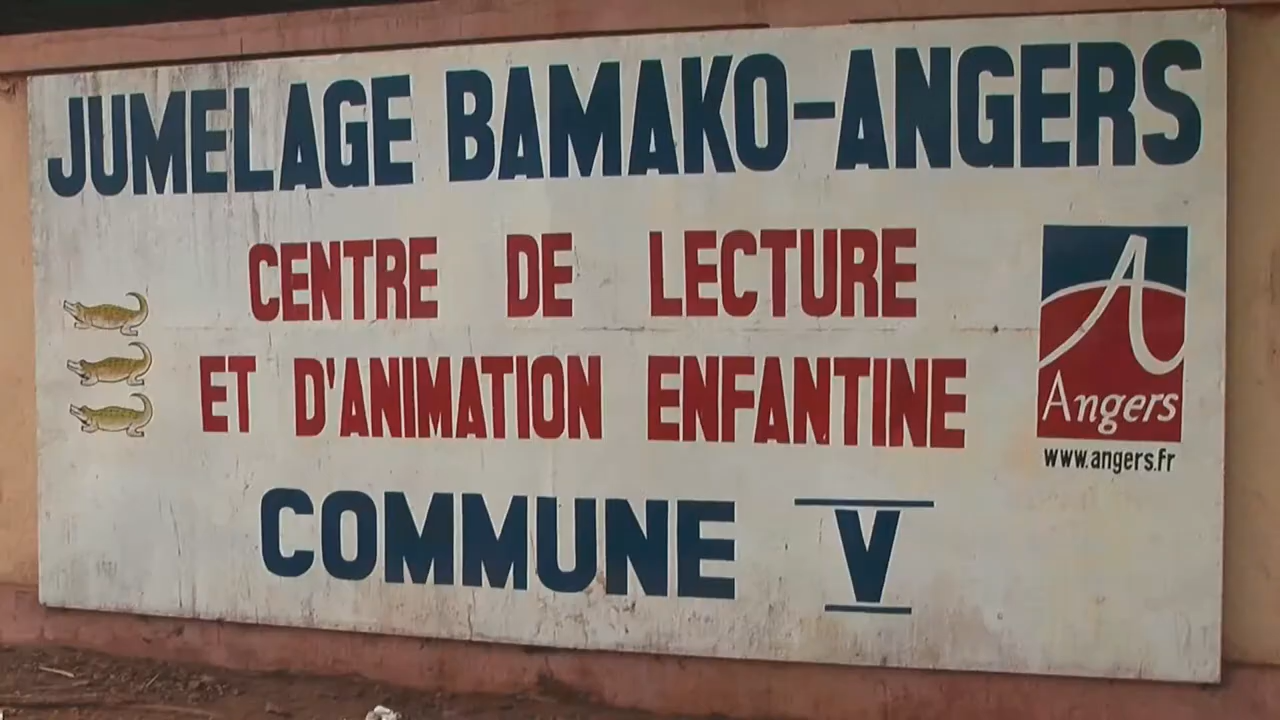 JUMELAGE BAMAKO-ANGERS
CENTRE DE LECTURE
ET D'ANIMATION ENFANTINE
COMMUNE V
Angers
www.angers.fr